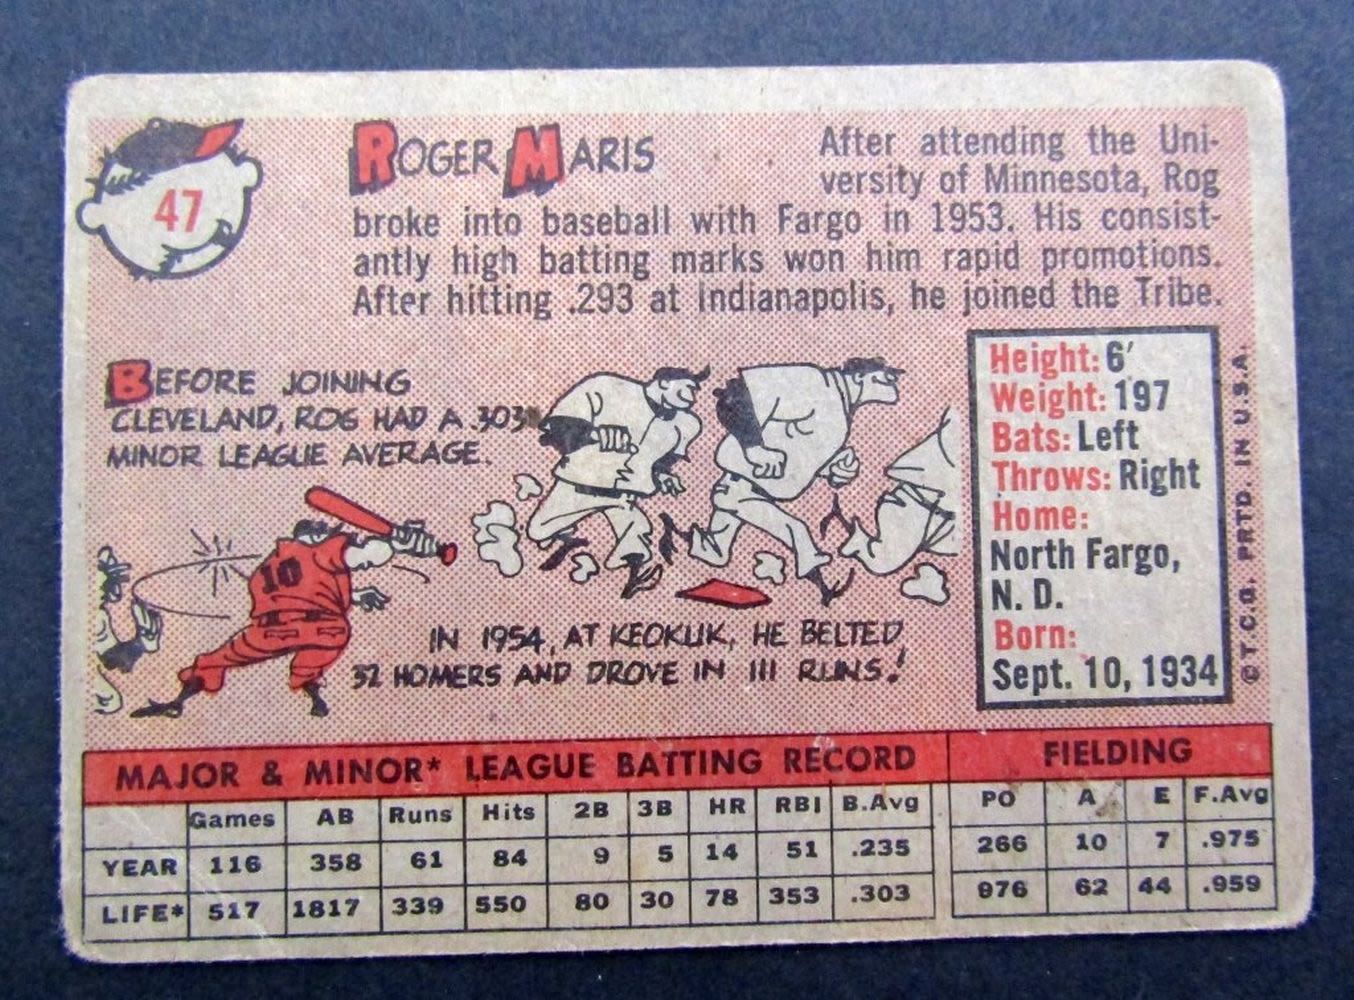 47
ROGER MARIS
After attending the Uni-
versity of Minnesota, Rog
broke into baseball with Fargo in 1953. His consist-
antly high batting marks won him rapid promotions.
After hitting .293 at Indianapolis, he joined the Tribe.
BEFORE JOINING
CLEVELAND, ROG HAD A .303
MINOR LEAGUE AVERAGE.
10
IN 1954, AT KEOKUK, HE BELTED
32 HOMERS AND DROVE IN 111 RUNS!
Height: 6′
Weight: 197
Bats: Left
Throws: Right
Home:
North Fargo,
N. D.
Born:
Sept. 10, 1934
© T.C.G. PRTD. IN U.S.A.
MAJOR & MINOR* LEAGUE BATTING RECORD FIELDING
Games AB Runs Hits 2B 3B HR RBI B.Avg PO A E F.Avg
YEAR 116 358 61 84 9 5 14 51 .235 266 10 7 .975
LIFE* 517 1817 339 550 80 30 78 353 .303 976 62 44 .959